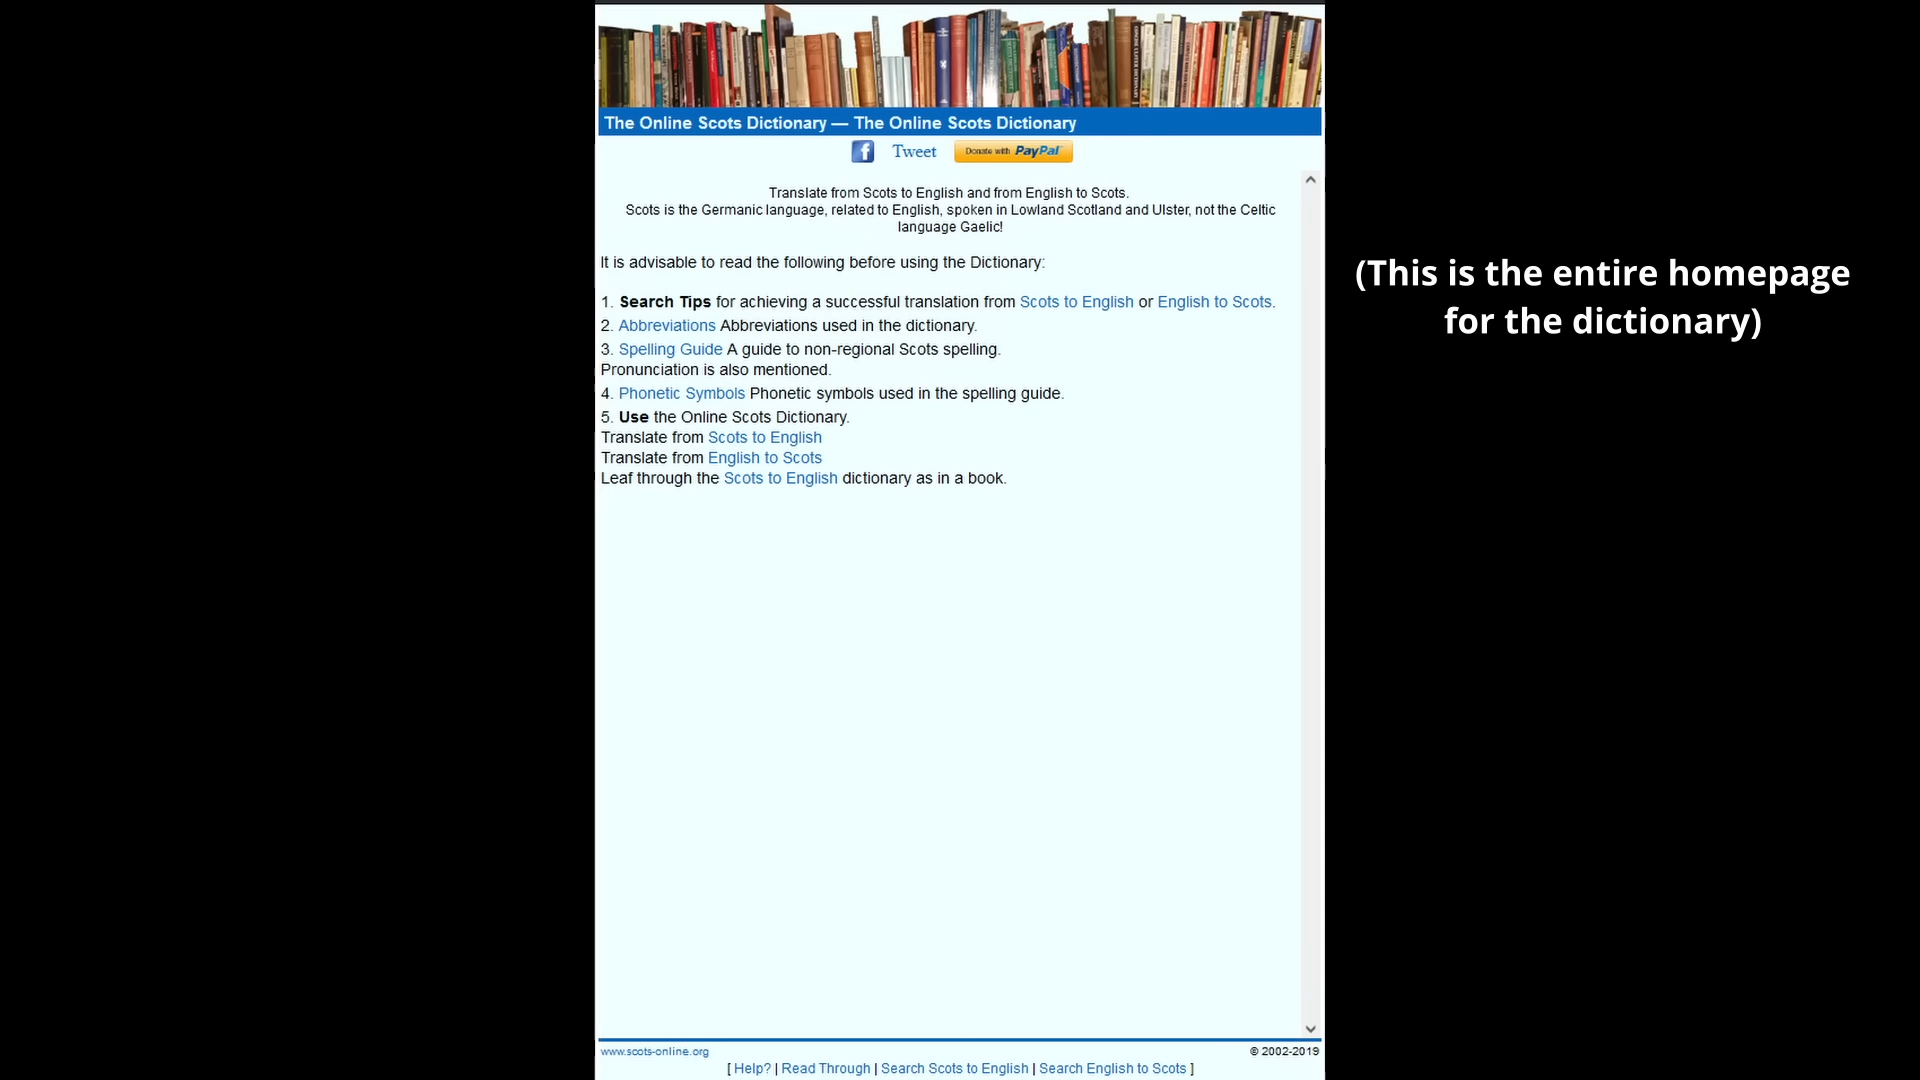 The Online Scots Dictionary — The Online Scots Dictionary
Tweet Donate with PayPal
Translate from Scots to English and from English to Scots.
Scots is the Germanic language, related to English, spoken in Lowland Scotland and Ulster, not the Celtic
language Gaelic!
It is advisable to read the following before using the Dictionary:
1. Search Tips for achieving a successful translation from Scots to English or English to Scots.
2. Abbreviations Abbreviations used in the dictionary.
3. Spelling Guide A guide to non-regional Scots spelling.
Pronunciation is also mentioned.
4. Phonetic Symbols Phonetic symbols used in the spelling guide.
5. Use the Online Scots Dictionary.
Translate from Scots to English
Translate from English to Scots
Leaf through the Scots to English dictionary as in a book.
www.scots-online.org © 2002-2019
[ Help? | Read Through | Search Scots to English | Search English to Scots ]
(This is the entire homepage
for the dictionary)